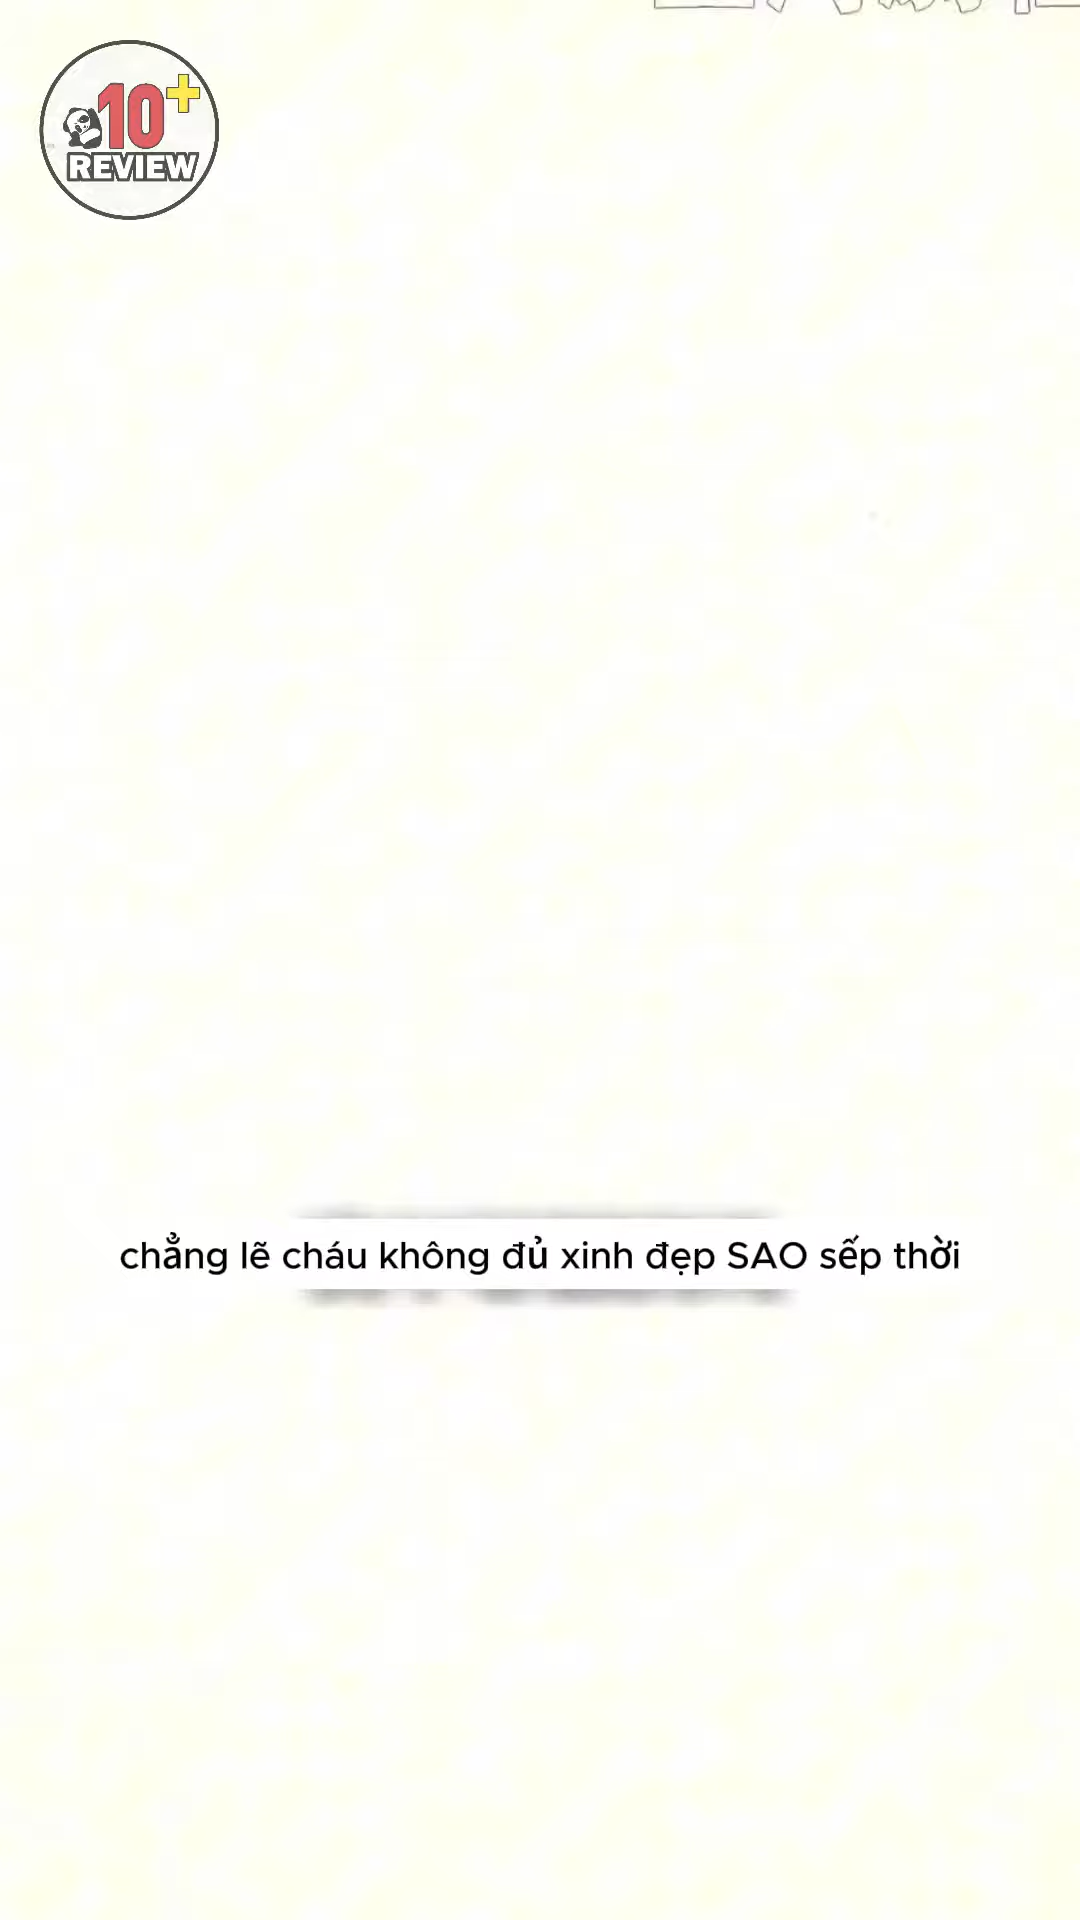 10+
REVIEW
chẳng lẽ cháu không đủ xinh đẹp SAO sếp thời